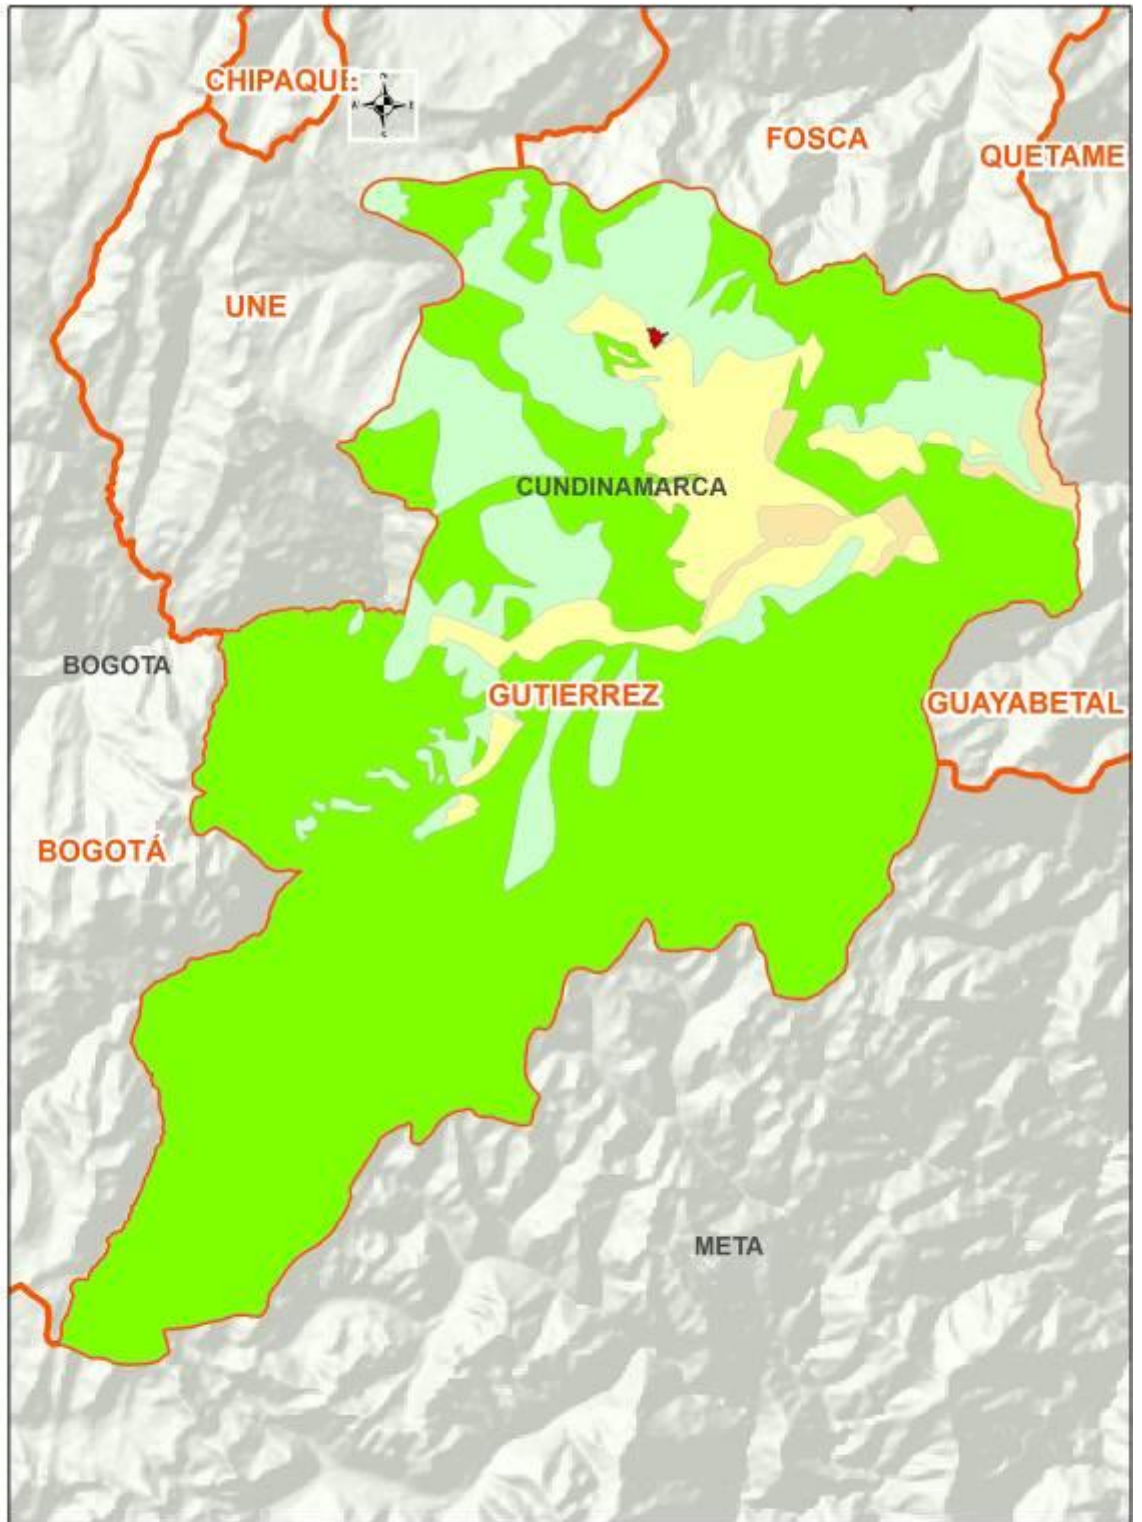 CHIPAQUE
FOSCA
QUETAME
UNE
CUNDINAMARCA
BOGOTA
GUTIERREZ
GUAYABETAL
BOGOTÁ
META